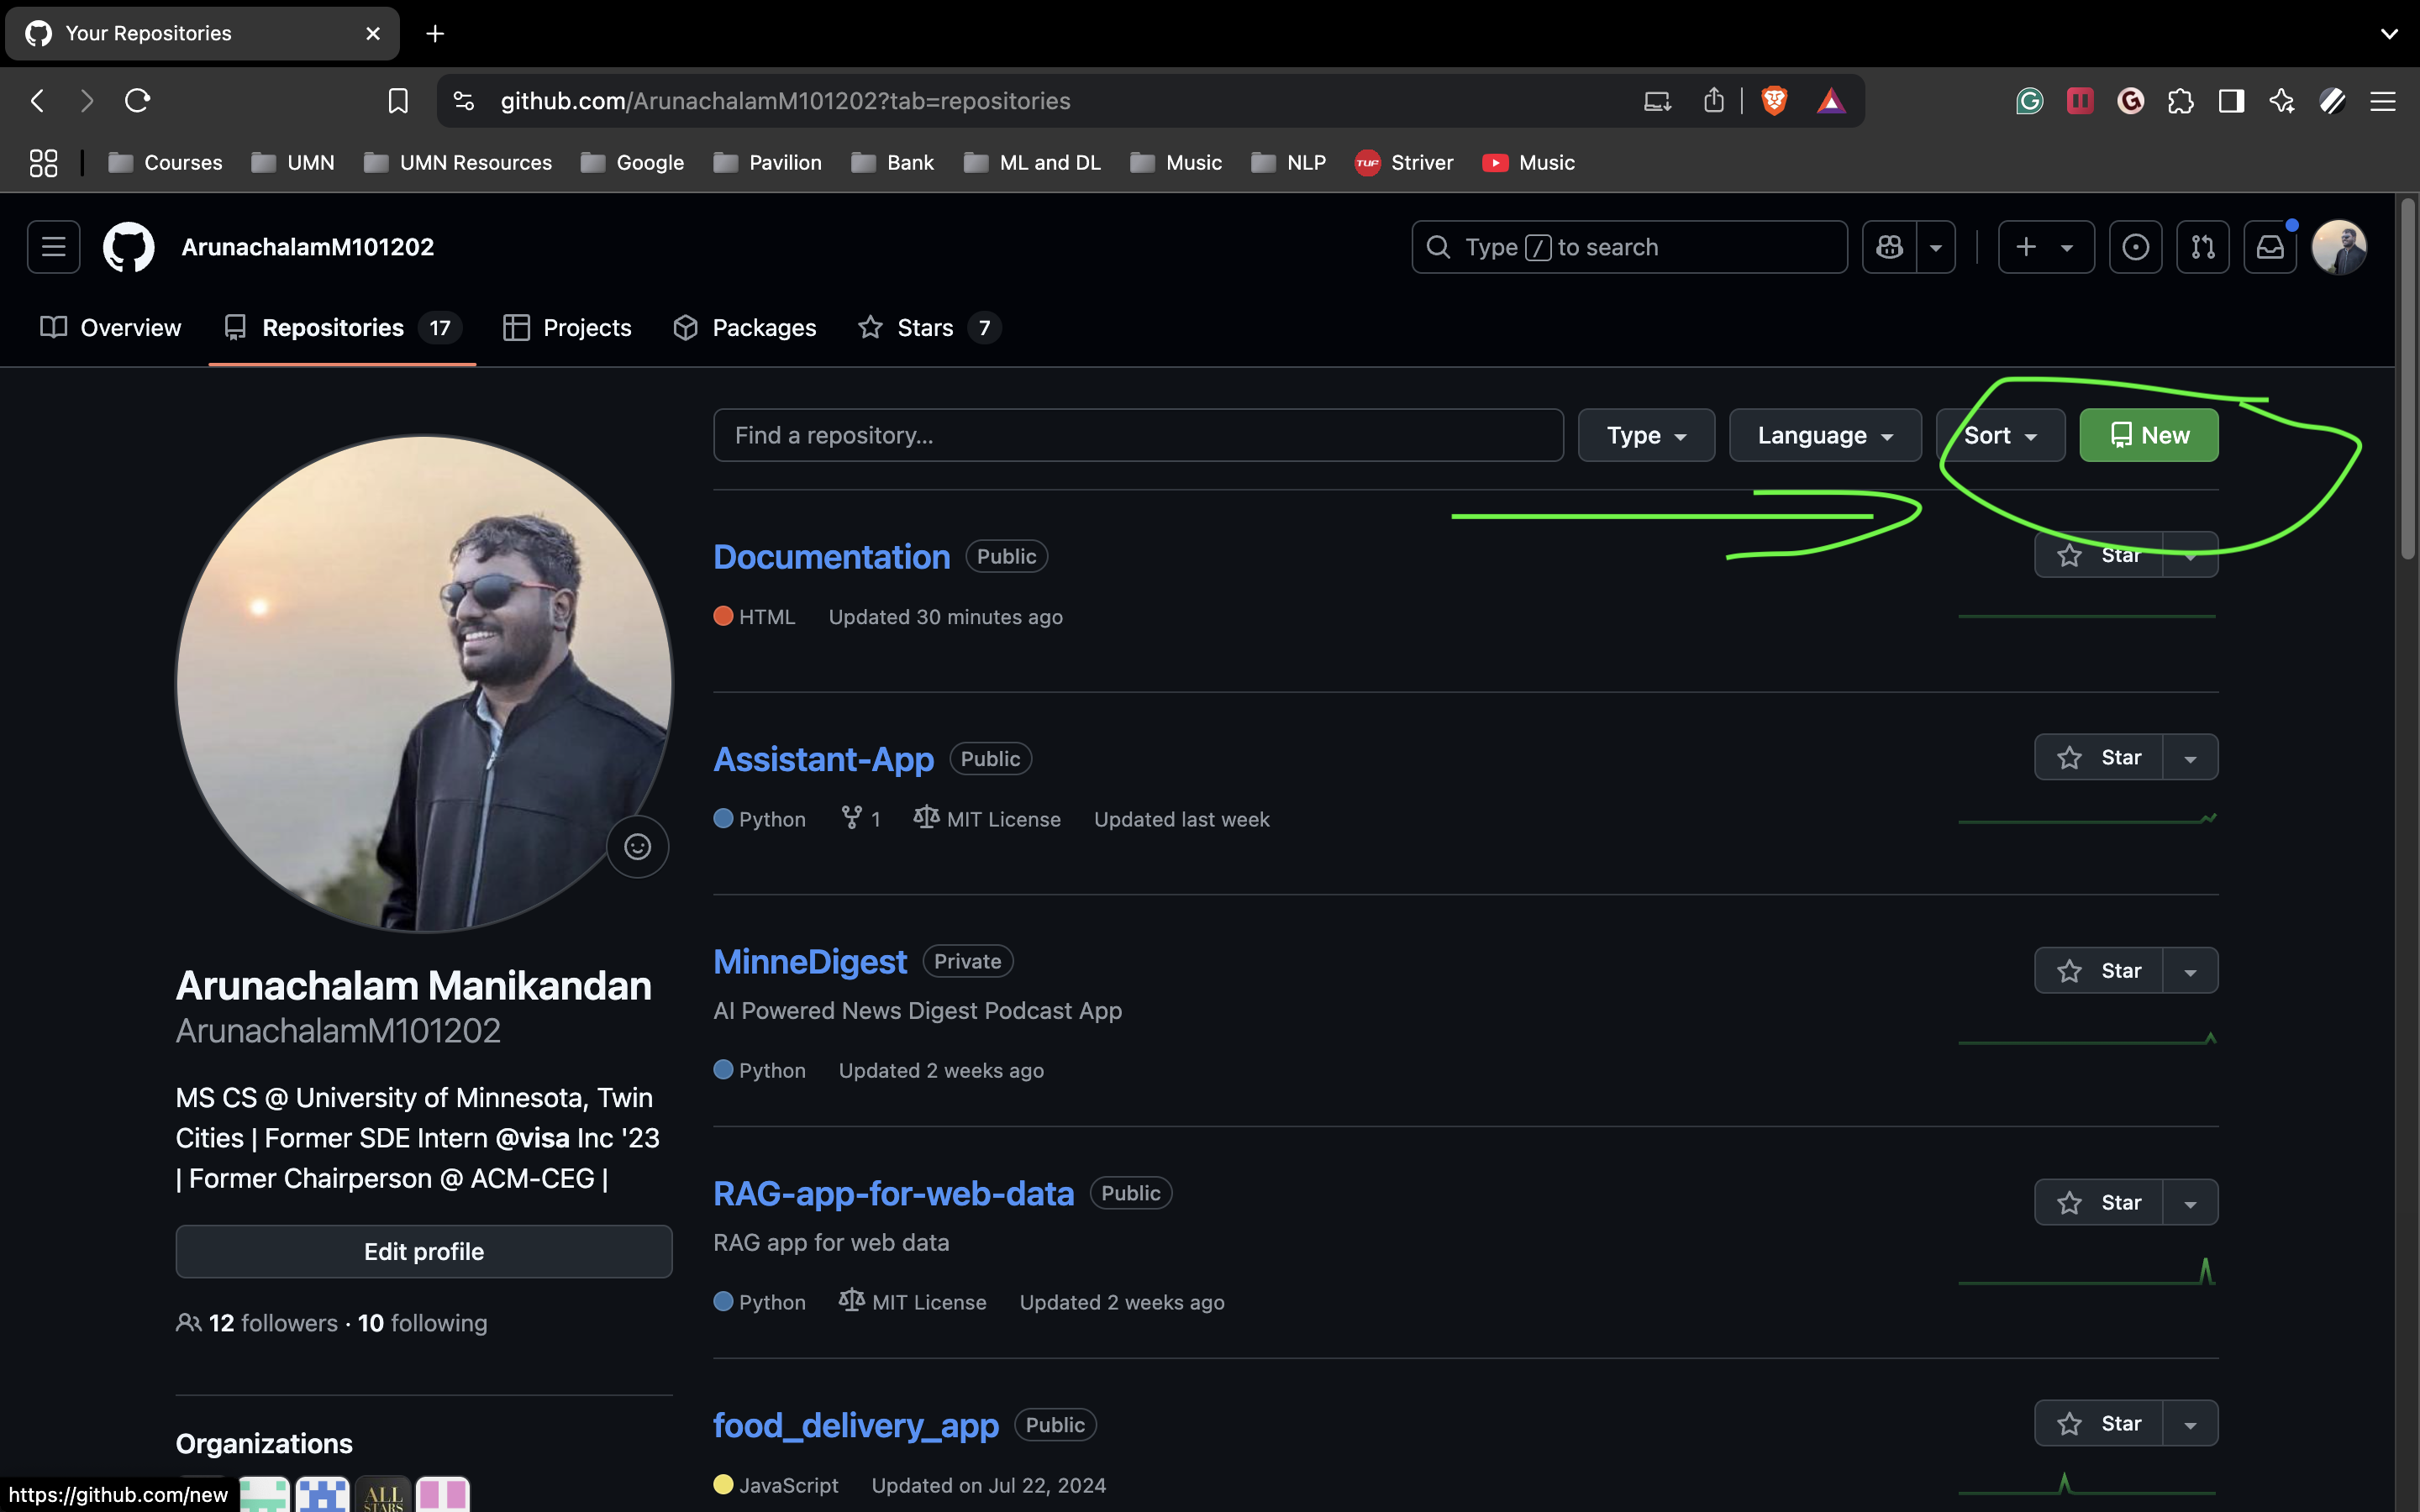 Your Repositories
github.com/ArunachalamM101202?tab=repositories
Courses UMN UMN Resources Google Pavilion Bank ML and DL Music NLP TUF Striver Music
ArunachalamM101202 Type / to search
Overview Repositories 17 Projects Packages Stars 7
Find a repository... Type Language Sort New
Documentation Public Star
HTML Updated 30 minutes ago
Assistant-App Public Star
Python 1 MIT License Updated last week
MinneDigest Private Star
AI Powered News Digest Podcast App
Python Updated 2 weeks ago
RAG-app-for-web-data Public Star
RAG app for web data
Python MIT License Updated 2 weeks ago
food_delivery_app Public Star
JavaScript Updated on Jul 22, 2024
Arunachalam Manikandan
ArunachalamM101202
MS CS @ University of Minnesota, Twin
Cities | Former SDE Intern @visa Inc '23
| Former Chairperson @ ACM-CEG |
Edit profile
12 followers · 10 following
Organizations
ALL
STARS
https://github.com/new